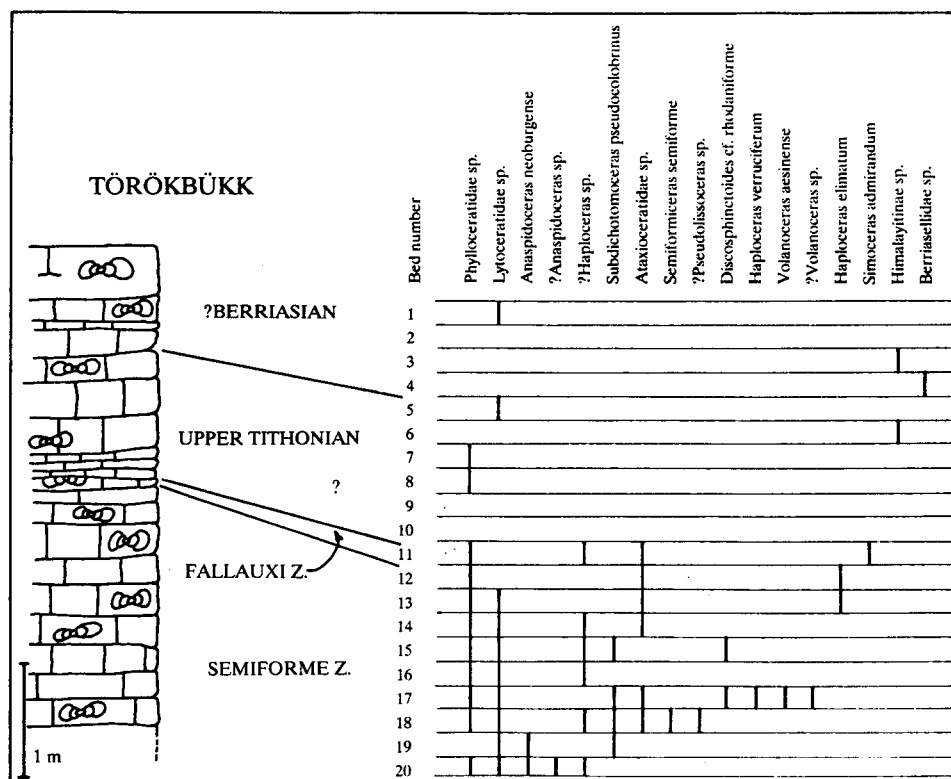 TÖRÖKBÜKK
?BERRIASIAN
UPPER TITHONIAN
?
FALLAUXI Z.
SEMIFORME Z.
1 m
Bed number
Phylloceratidae sp.
Lytoceratidae sp.
Anaspidoceras neoburgense
?Anaspidoceras sp.
?Haploceras sp.
Subdichotomoceras pseudocolobrinus
Ataxioceratidae sp.
Semiformiceras semiforme
?Pseudolissoceras sp.
Discosphinctoides cf. rhodaniforme
Haploceras verruciferum
Volanoceras aesinense
?Volanoceras sp.
Haploceras elimatum
Simoceras admirandum
Himalayitinae sp.
Berriasellidae sp.
1
2
3
4
5
6
7
8
9
10
11
12
13
14
15
16
17
18
19
20